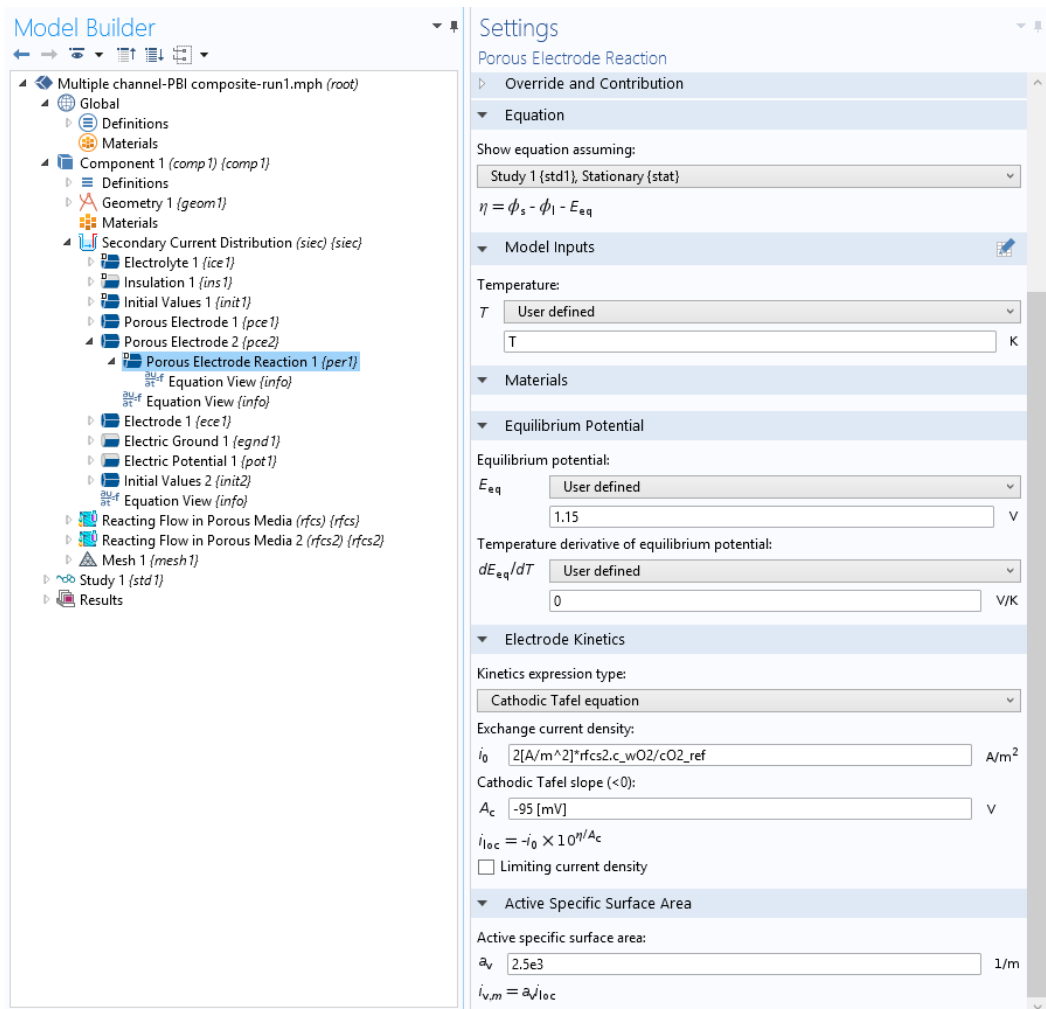 Model Builder
Multiple channel-PBI composite-run1.mph (root)
Global
Definitions
Materials
Component 1 (comp1) {comp1}
Definitions
Geometry 1 {geom1}
Materials
Secondary Current Distribution (siec) {siec}
Electrolyte 1 {ice1}
Insulation 1 {ins1}
Initial Values 1 {init1}
Porous Electrode 1 {pce1}
Porous Electrode 2 {pce2}
Porous Electrode Reaction 1 {per1}
Equation View {info}
Equation View {info}
Electrode 1 {ece1}
Electric Ground 1 {egnd1}
Electric Potential 1 {pot1}
Initial Values 2 {init2}
Equation View {info}
Reacting Flow in Porous Media (rfcs) {rfcs}
Reacting Flow in Porous Media 2 (rfcs2) {rfcs2}
Mesh 1 {mesh1}
Study 1 {std1}
Results
Settings
Porous Electrode Reaction
Override and Contribution
Equation
Show equation assuming:
Study 1 {std1}, Stationary {stat}
η = ϕs - ϕl - Eeq
Model Inputs
Temperature:
T User defined
T K
Materials
Equilibrium Potential
Equilibrium potential:
Eeq User defined
1.15 V
Temperature derivative of equilibrium potential:
dEeq/dT User defined
0 V/K
Electrode Kinetics
Kinetics expression type:
Cathodic Tafel equation
Exchange current density:
i0 2[A/m^2]*rfcs2.c_wO2/cO2_ref A/m²
Cathodic Tafel slope (<0):
Ac -95 [mV] V
iloc = -i0 × 10^η/Ac
Limiting current density
Active Specific Surface Area
Active specific surface area:
av 2.5e3 1/m
iv,m = aviloc